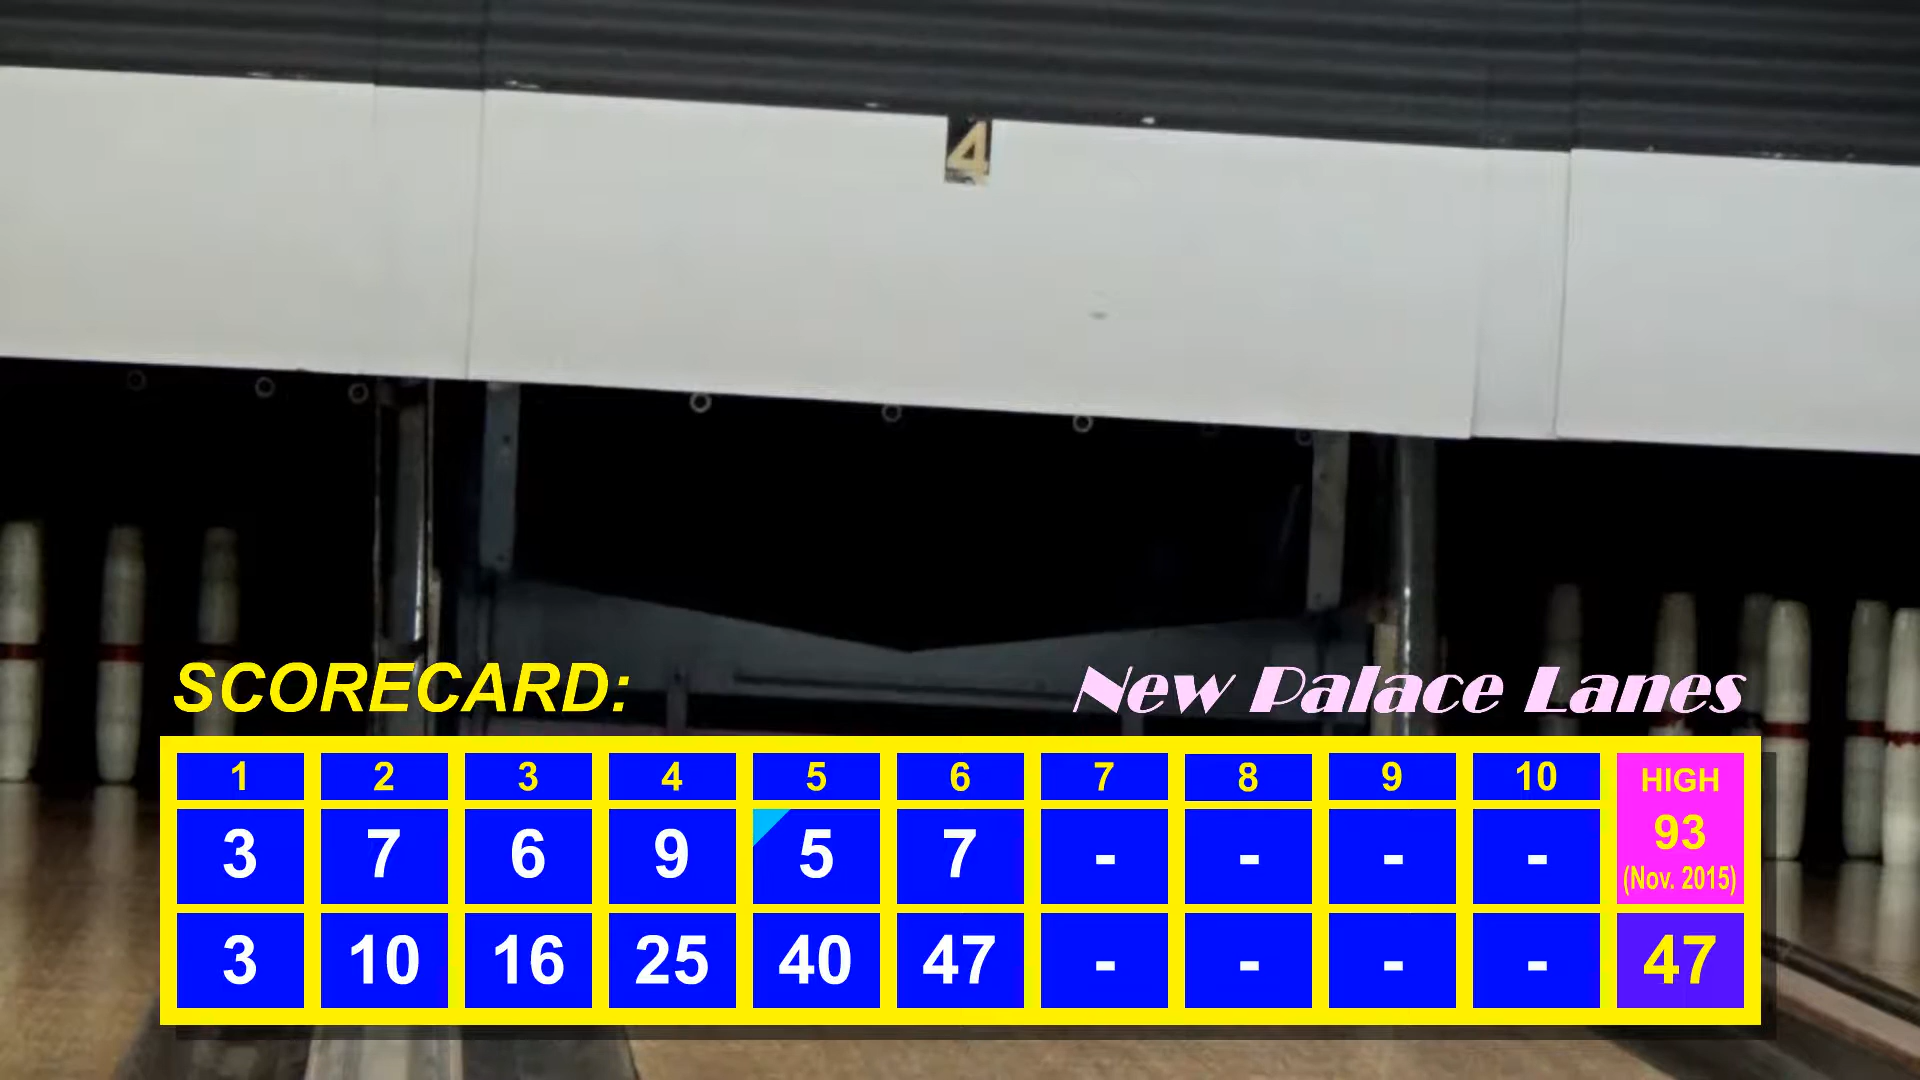 4
SCORECARD: New Palace Lanes
1 2 3 4 5 6 7 8 9 10 HIGH
3 7 6 9 5 7 - - - - 93
(Nov. 2015)
3 10 16 25 40 47 - - - - 47